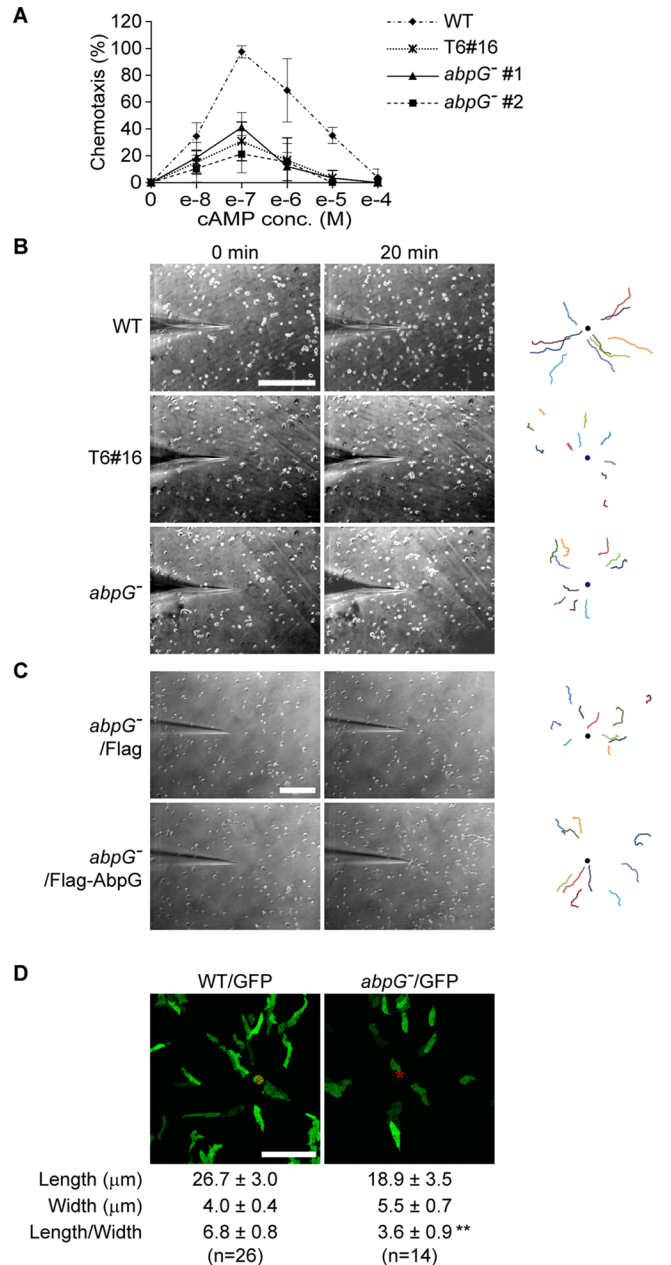 A
120
100
80
60
40
20
0
Chemotaxis (%)
0 e-8 e-7 e-6 e-5 e-4
cAMP conc. (M)
WT
T6#16
abpG⁻ #1
abpG⁻ #2
B
0 min 20 min
WT
T6#16
abpG⁻
C
abpG⁻
/Flag
abpG⁻
/Flag-AbpG
D
WT/GFP abpG⁻/GFP
*
*
Length (μm) 26.7 ± 3.0 18.9 ± 3.5
Width (μm) 4.0 ± 0.4 5.5 ± 0.7
Length/Width 6.8 ± 0.8 3.6 ± 0.9 **
(n=26) (n=14)